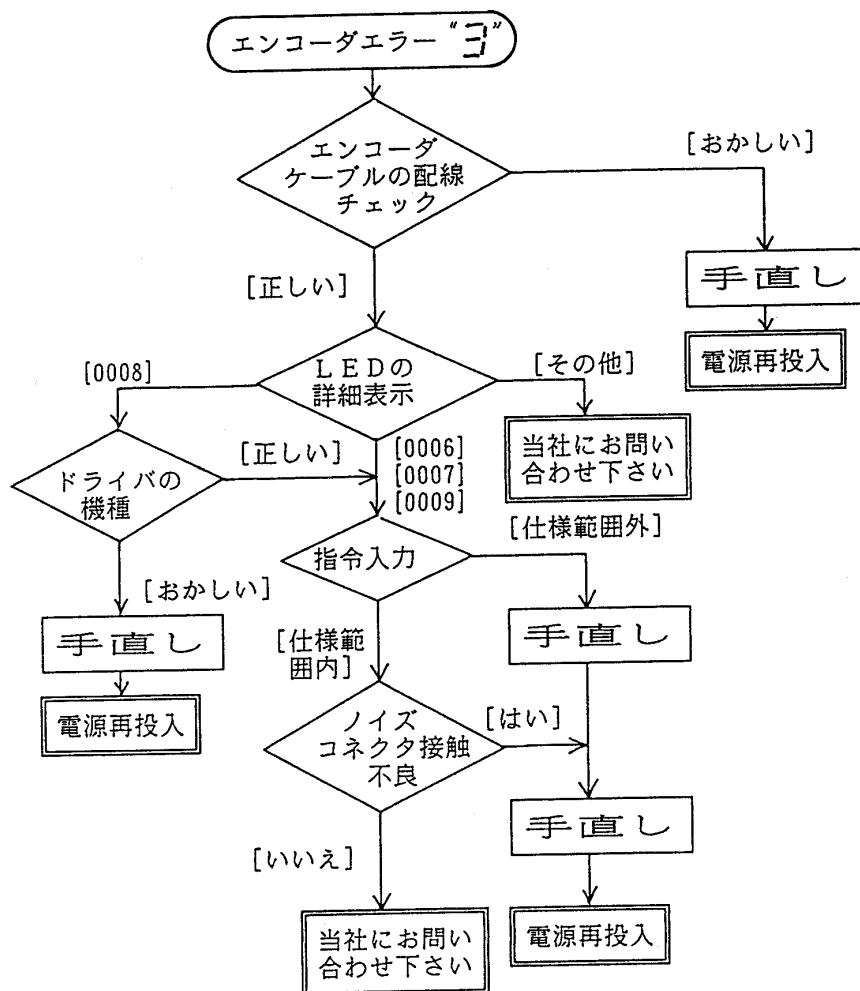 エンコーダエラー "ヨ"
エンコーダ
ケーブルの配線
チェック
[おかしい]
手直し
電源再投入
[正しい]
LEDの
詳細表示
[その他]
当社にお問い
合わせ下さい
[0008]
ドライバの
機種
[正しい]
[0006]
[0007]
[0009]
[おかしい]
手直し
電源再投入
指令入力
[仕様範囲外]
手直し
[仕様範
囲内]
ノイズ
コネクタ接触
不良
[はい]
手直し
電源再投入
[いいえ]
当社にお問い
合わせ下さい